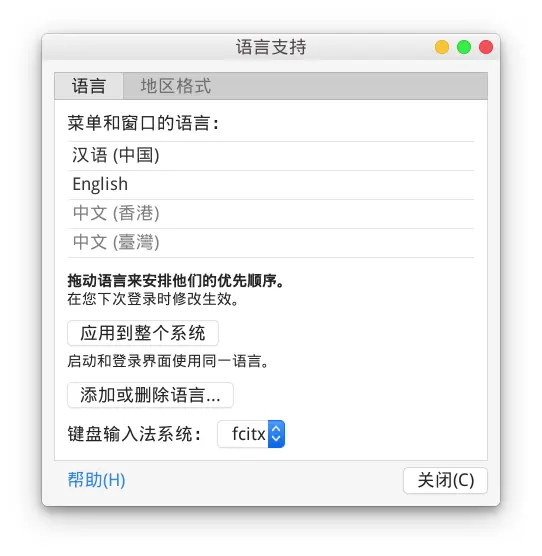 语言支持
语言 地区格式
菜单和窗口的语言：
汉语 (中国)
English
中文 (香港)
中文 (臺灣)
拖动语言来安排他们的优先顺序。
在您下次登录时修改生效。
应用到整个系统
启动和登录界面使用同一语言。
添加或删除语言...
键盘输入法系统： fcitx
帮助(H) 关闭(C)